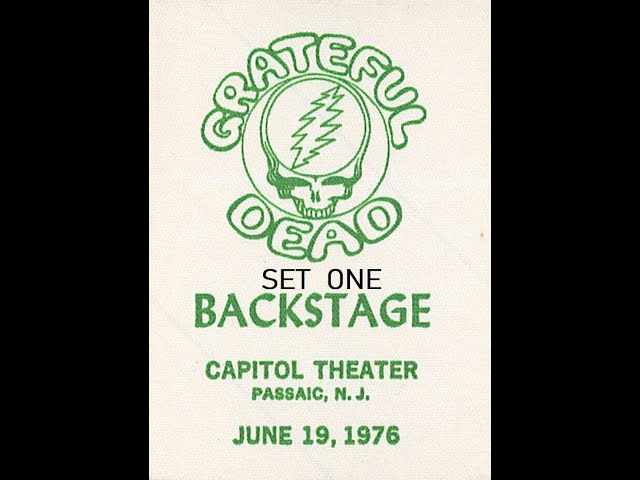 GRATEFUL
DEAD
SET ONE
BACKSTAGE
CAPITOL THEATER
PASSAIC, N. J.
JUNE 19, 1976